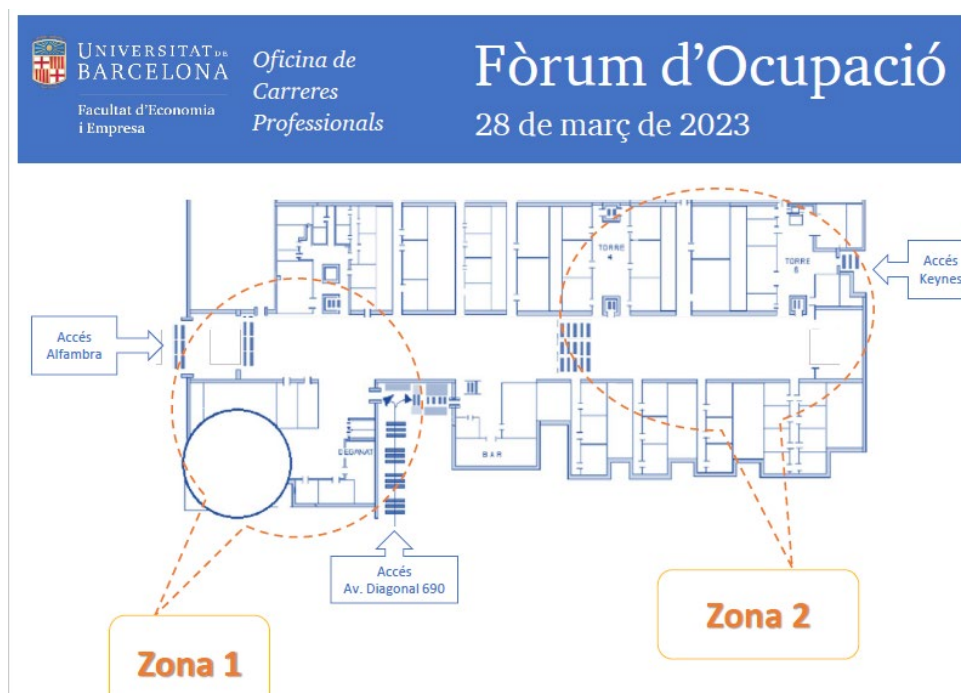 UNIVERSITAT DE
BARCELONA
Facultat d'Economia
i Empresa
Oficina de
Carreres
Professionals
Fòrum d'Ocupació
28 de març de 2023
TORRE
4
TORRE
Accés
Keynes
Accés
Alfambra
DEGANAT
BAR
Accés
Av. Diagonal 690
Zona 2
Zona 1